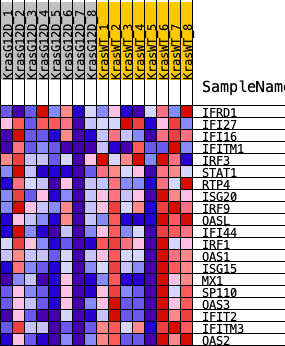 KrasG12D_1
KrasG12D_2
KrasG12D_3
KrasG12D_4
KrasG12D_5
KrasG12D_6
KrasG12D_7
KrasG12D_8
KrasWT_1
KrasWT_2
KrasWT_3
KrasWT_4
KrasWT_5
KrasWT_6
KrasWT_7
KrasWT_8
SampleName
IFRD1
IFI27
IFI16
IFITM1
IRF3
STAT1
RTP4
ISG20
IRF9
OASL
IFI44
IRF1
OAS1
ISG15
MX1
SP110
OAS3
IFIT2
IFITM3
OAS2